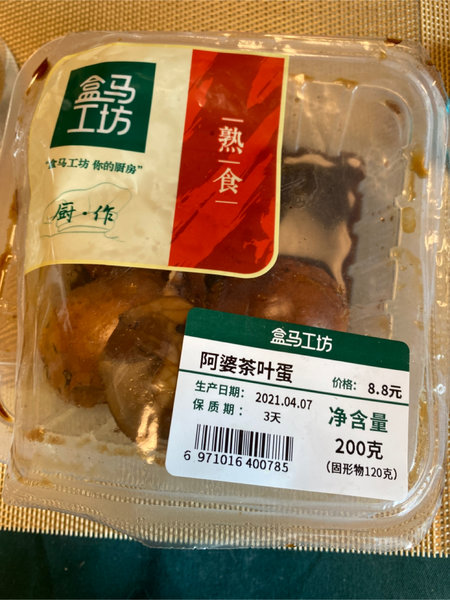 盒马
工坊
"盒马工坊 你的厨房"
厨·作
熟食
盒马工坊
阿婆茶叶蛋
价格: 8.8元
生产日期: 2021.04.07
保质期: 3天
净含量
200克
(固形物120克)
6 971016 400785